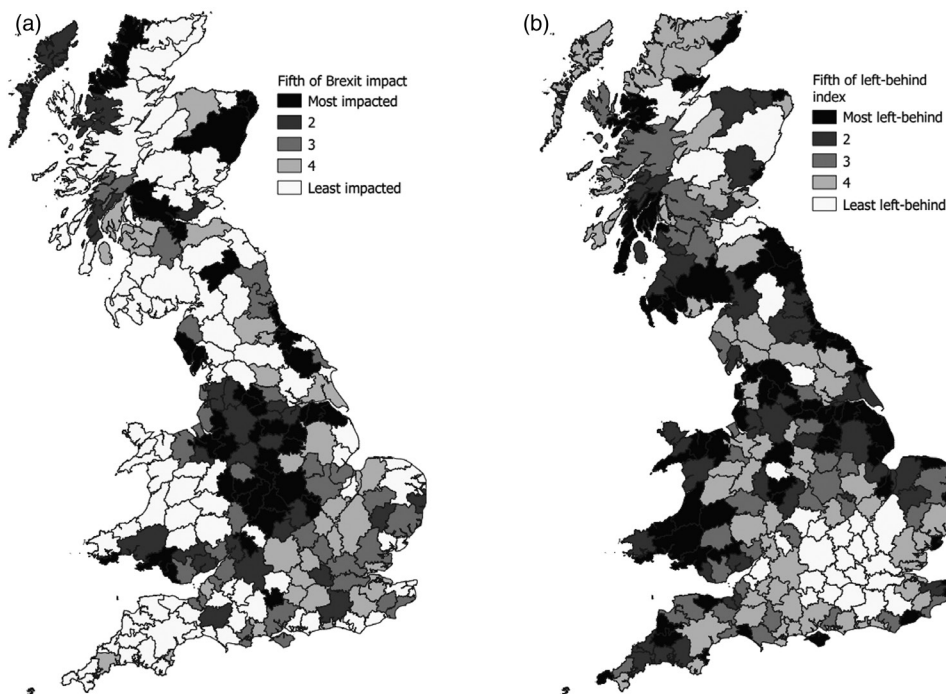 (a)
Fifth of Brexit impact
Most impacted
2
3
4
Least impacted
(b)
Fifth of left-behind
index
Most left-behind
2
3
4
Least left-behind